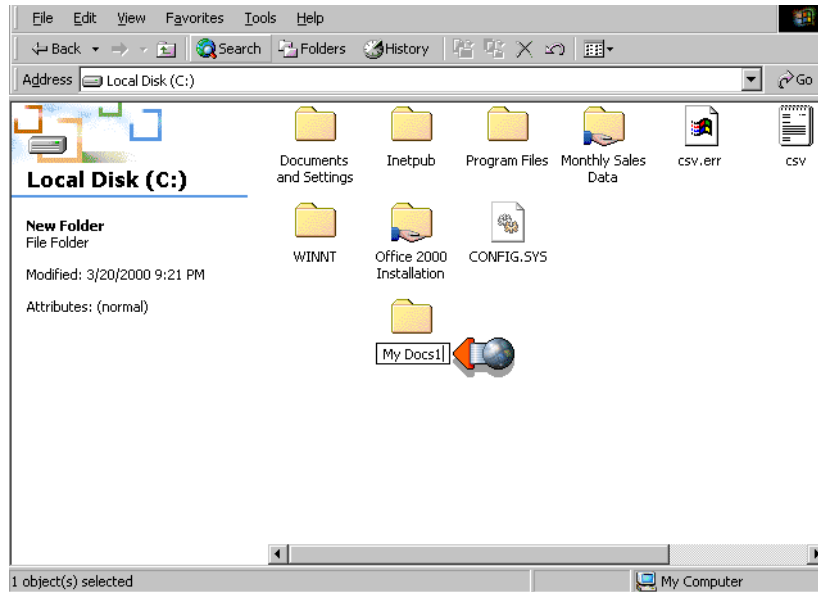 File Edit View Favorites Tools Help
Back Search Folders History
Address Local Disk (C:) Go
Local Disk (C:)
New Folder
File Folder
Modified: 3/20/2000 9:21 PM
Attributes: (normal)
Documents and Settings
Inetpub
Program Files
Monthly Sales Data
csv.err
csv
WINNT
Office 2000 Installation
CONFIG.SYS
My Docs1
1 object(s) selected
My Computer